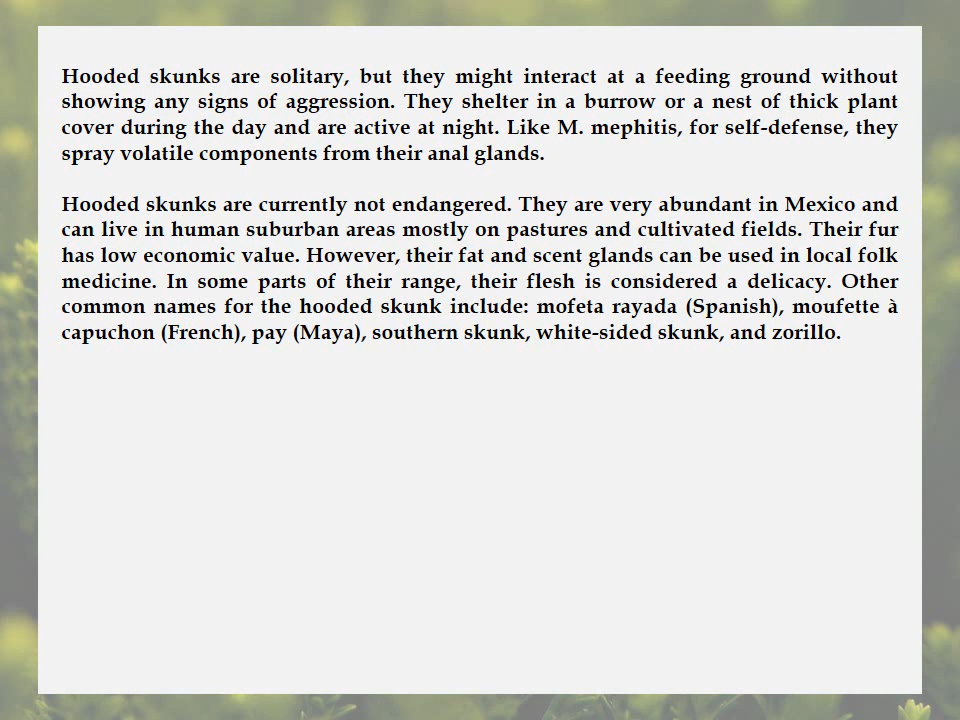 Hooded skunks are solitary, but they might interact at a feeding ground without
showing any signs of aggression. They shelter in a burrow or a nest of thick plant
cover during the day and are active at night. Like M. mephitis, for self-defense, they
spray volatile components from their anal glands.
Hooded skunks are currently not endangered. They are very abundant in Mexico and
can live in human suburban areas mostly on pastures and cultivated fields. Their fur
has low economic value. However, their fat and scent glands can be used in local folk
medicine. In some parts of their range, their flesh is considered a delicacy. Other
common names for the hooded skunk include: mofeta rayada (Spanish), moufette à
capuchon (French), pay (Maya), southern skunk, white-sided skunk, and zorillo.